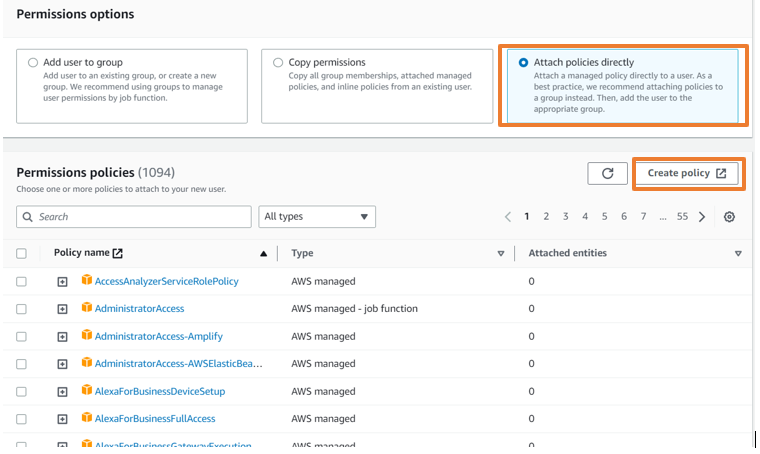 Permissions options
Add user to group
Add user to an existing group, or create a new
group. We recommend using groups to manage
user permissions by job function.
Copy permissions
Copy all group memberships, attached managed
policies, and inline policies from an existing user.
Attach policies directly
Attach a managed policy directly to a user. As a
best practice, we recommend attaching policies to
a group instead. Then, add the user to the
appropriate group.
Permissions policies (1094)
Choose one or more policies to attach to your new user.
Create policy
Search
All types
1 2 3 4 5 6 7 ... 55
Policy name Type Attached entities
AccessAnalyzerServiceRolePolicy AWS managed 0
AdministratorAccess AWS managed - job function 0
AdministratorAccess-Amplify AWS managed 0
AdministratorAccess-AWSElasticBea... AWS managed 0
AlexaForBusinessDeviceSetup AWS managed 0
AlexaForBusinessFullAccess AWS managed 0
AlexaForBusinessGatewayExecution AWS managed 0